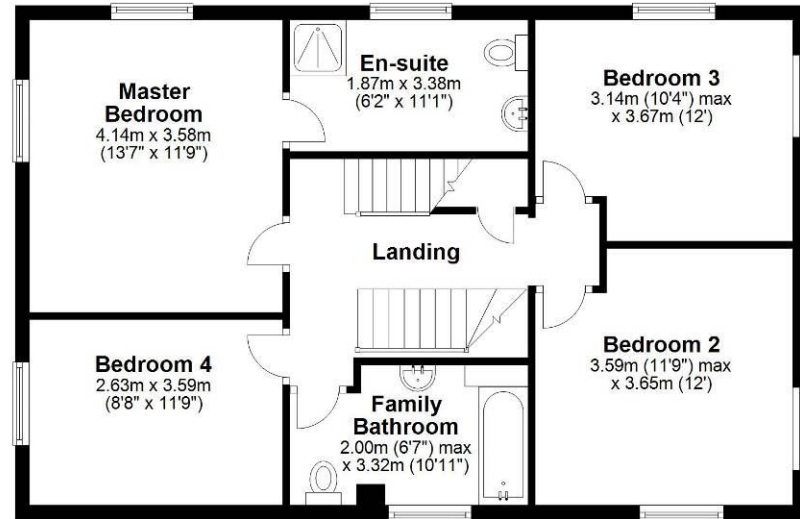 Master
Bedroom
4.14m x 3.58m
(13'7" x 11'9")
En-suite
1.87m x 3.38m
(6'2" x 11'1")
Bedroom 3
3.14m (10'4") max
x 3.67m (12')
Landing
Bedroom 4
2.63m x 3.59m
(8'8" x 11'9")
Family
Bathroom
2.00m (6'7") max
x 3.32m (10'11")
Bedroom 2
3.59m (11'9") max
x 3.65m (12')